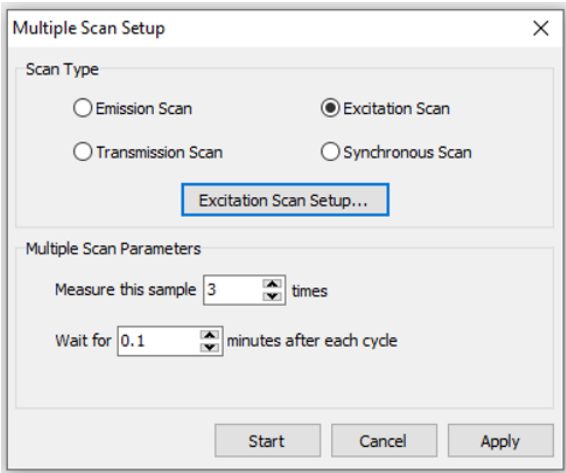 Multiple Scan Setup
Scan Type
Emission Scan
Excitation Scan
Transmission Scan
Synchronous Scan
Excitation Scan Setup...
Multiple Scan Parameters
Measure this sample 3 times
Wait for 0.1 minutes after each cycle
Start Cancel Apply